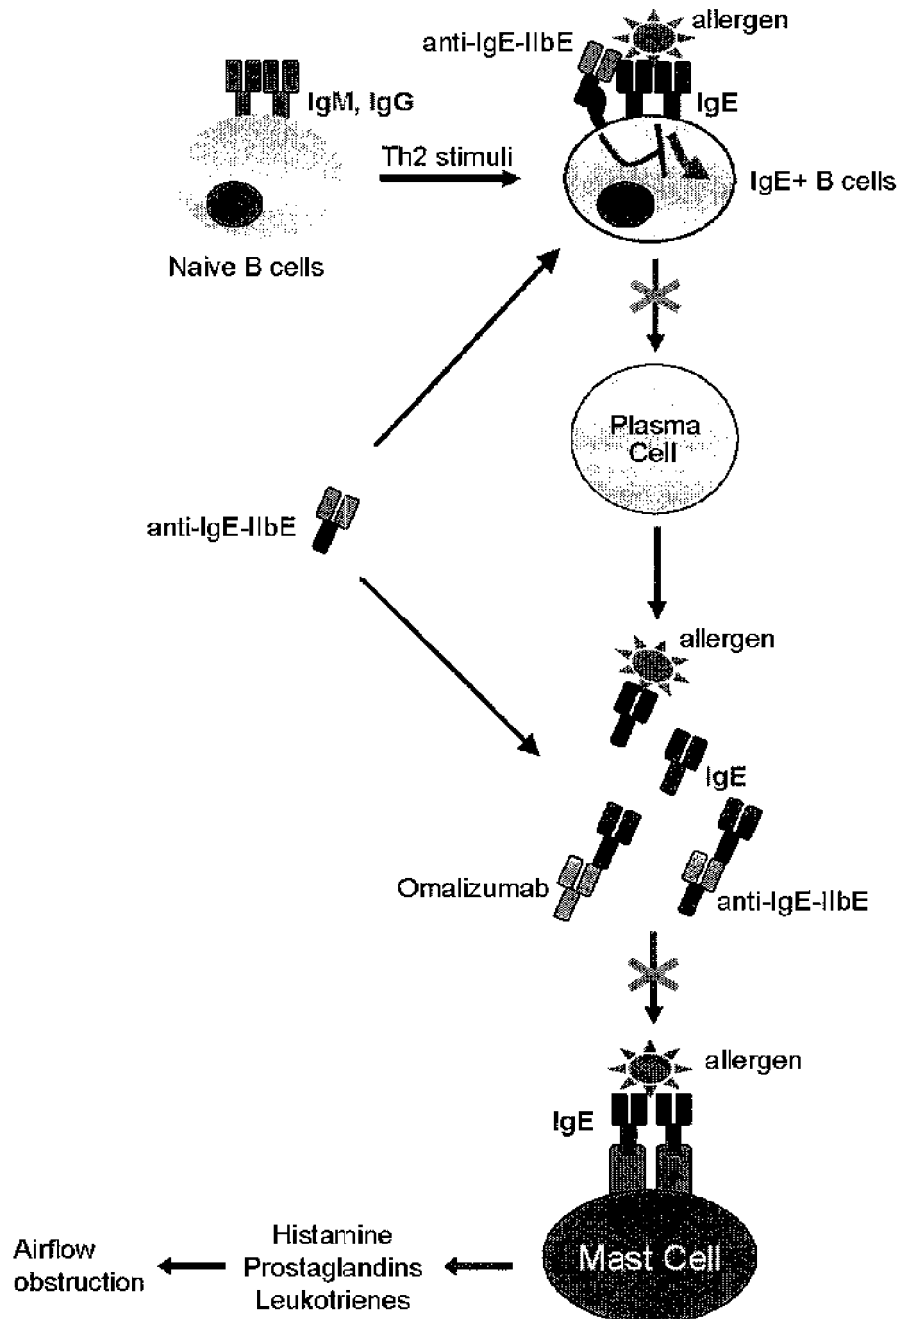 allergen
anti-IgE-IIbE
IgM, IgG
IgE
Th2 stimuli
IgE+ B cells
Naive B cells
Plasma
Cell
anti-IgE-IIbE
allergen
IgE
Omalizumab
anti-IgE-IIbE
allergen
IgE
Mast Cell
Histamine
Prostaglandins
Leukotrienes
Airflow
obstruction